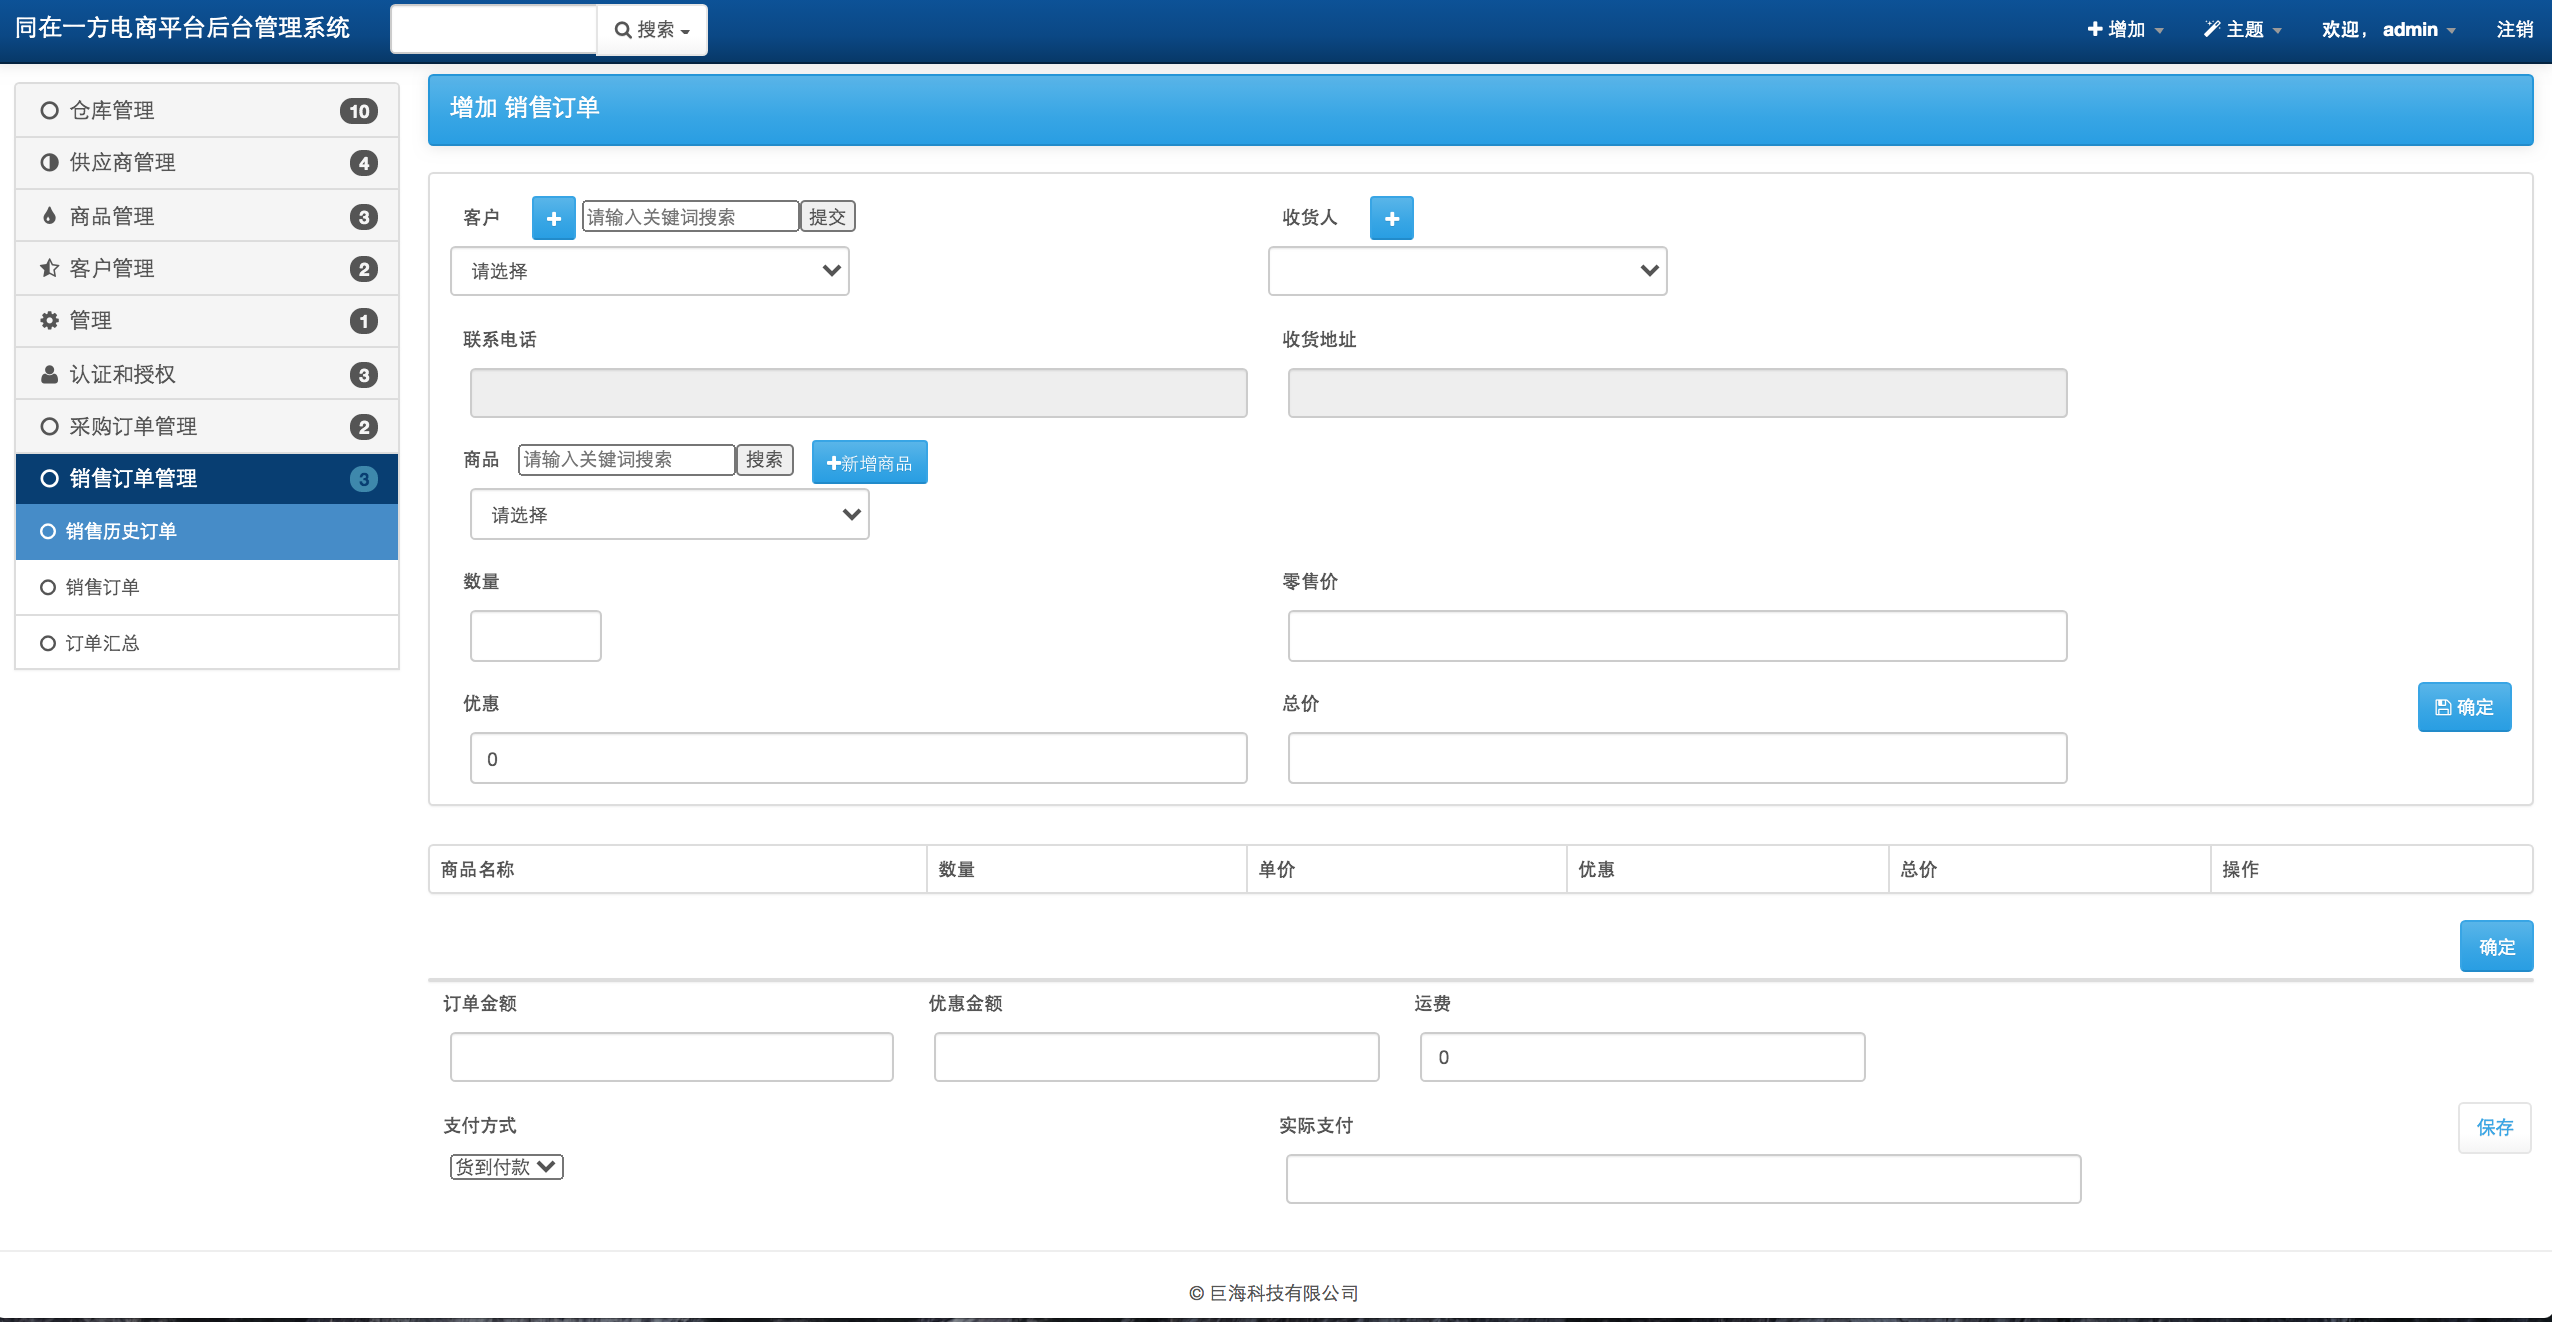 同在一方电商平台后台管理系统 搜索 增加 主题 欢迎， admin 注销
仓库管理 10
供应商管理 4
商品管理 3
客户管理 2
管理 1
认证和授权 3
采购订单管理 2
销售订单管理 3
销售历史订单
销售订单
订单汇总
增加 销售订单
客户 请输入关键词搜索 提交 收货人
请选择
联系电话 收货地址
商品 请输入关键词搜索 搜索 新增商品
请选择
数量 零售价
优惠 总价 确定
0
商品名称 数量 单价 优惠 总价 操作
确定
订单金额 优惠金额 运费
0
支付方式 实际支付 保存
货到付款
© 巨海科技有限公司